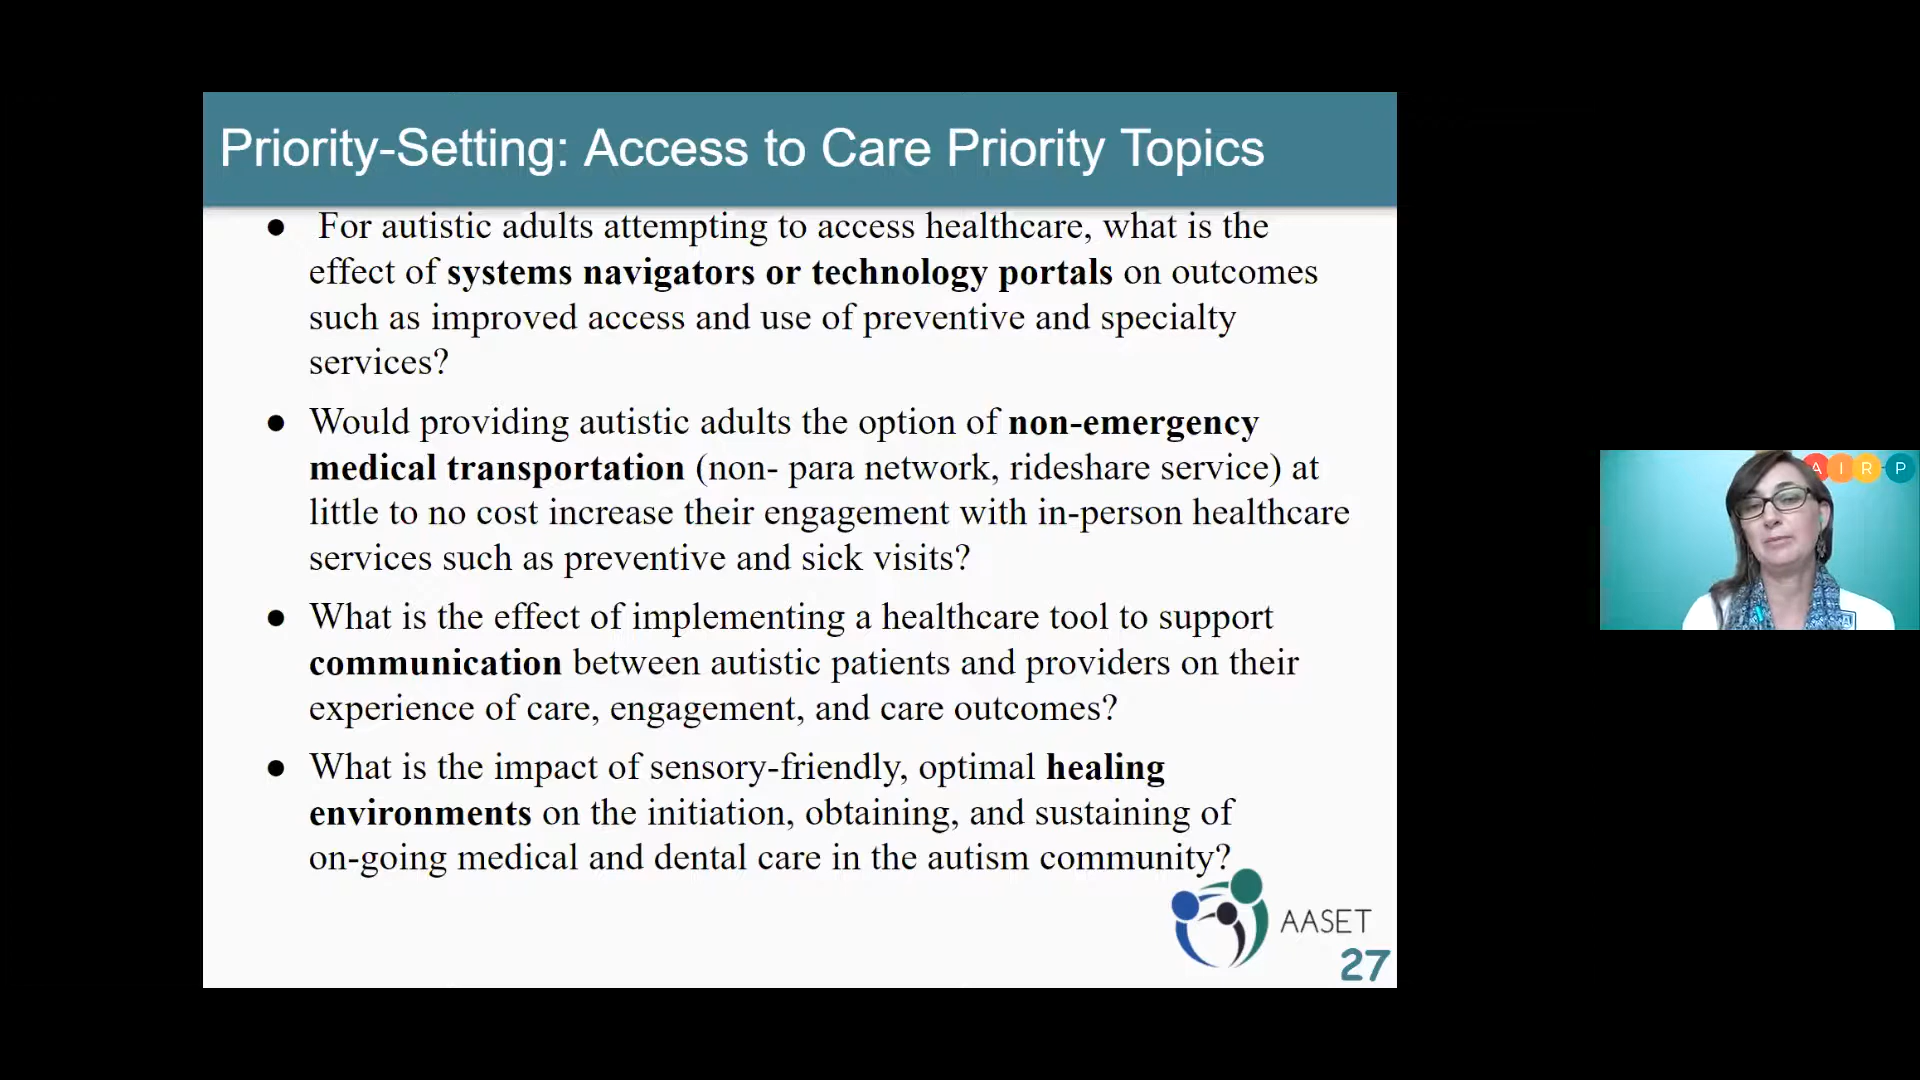 Priority-Setting: Access to Care Priority Topics
● For autistic adults attempting to access healthcare, what is the
effect of systems navigators or technology portals on outcomes
such as improved access and use of preventive and specialty
services?
● Would providing autistic adults the option of non-emergency
medical transportation (non- para network, rideshare service) at
little to no cost increase their engagement with in-person healthcare
services such as preventive and sick visits?
● What is the effect of implementing a healthcare tool to support
communication between autistic patients and providers on their
experience of care, engagement, and care outcomes?
● What is the impact of sensory-friendly, optimal healing
environments on the initiation, obtaining, and sustaining of
on-going medical and dental care in the autism community?
AASET
27
A I R-P